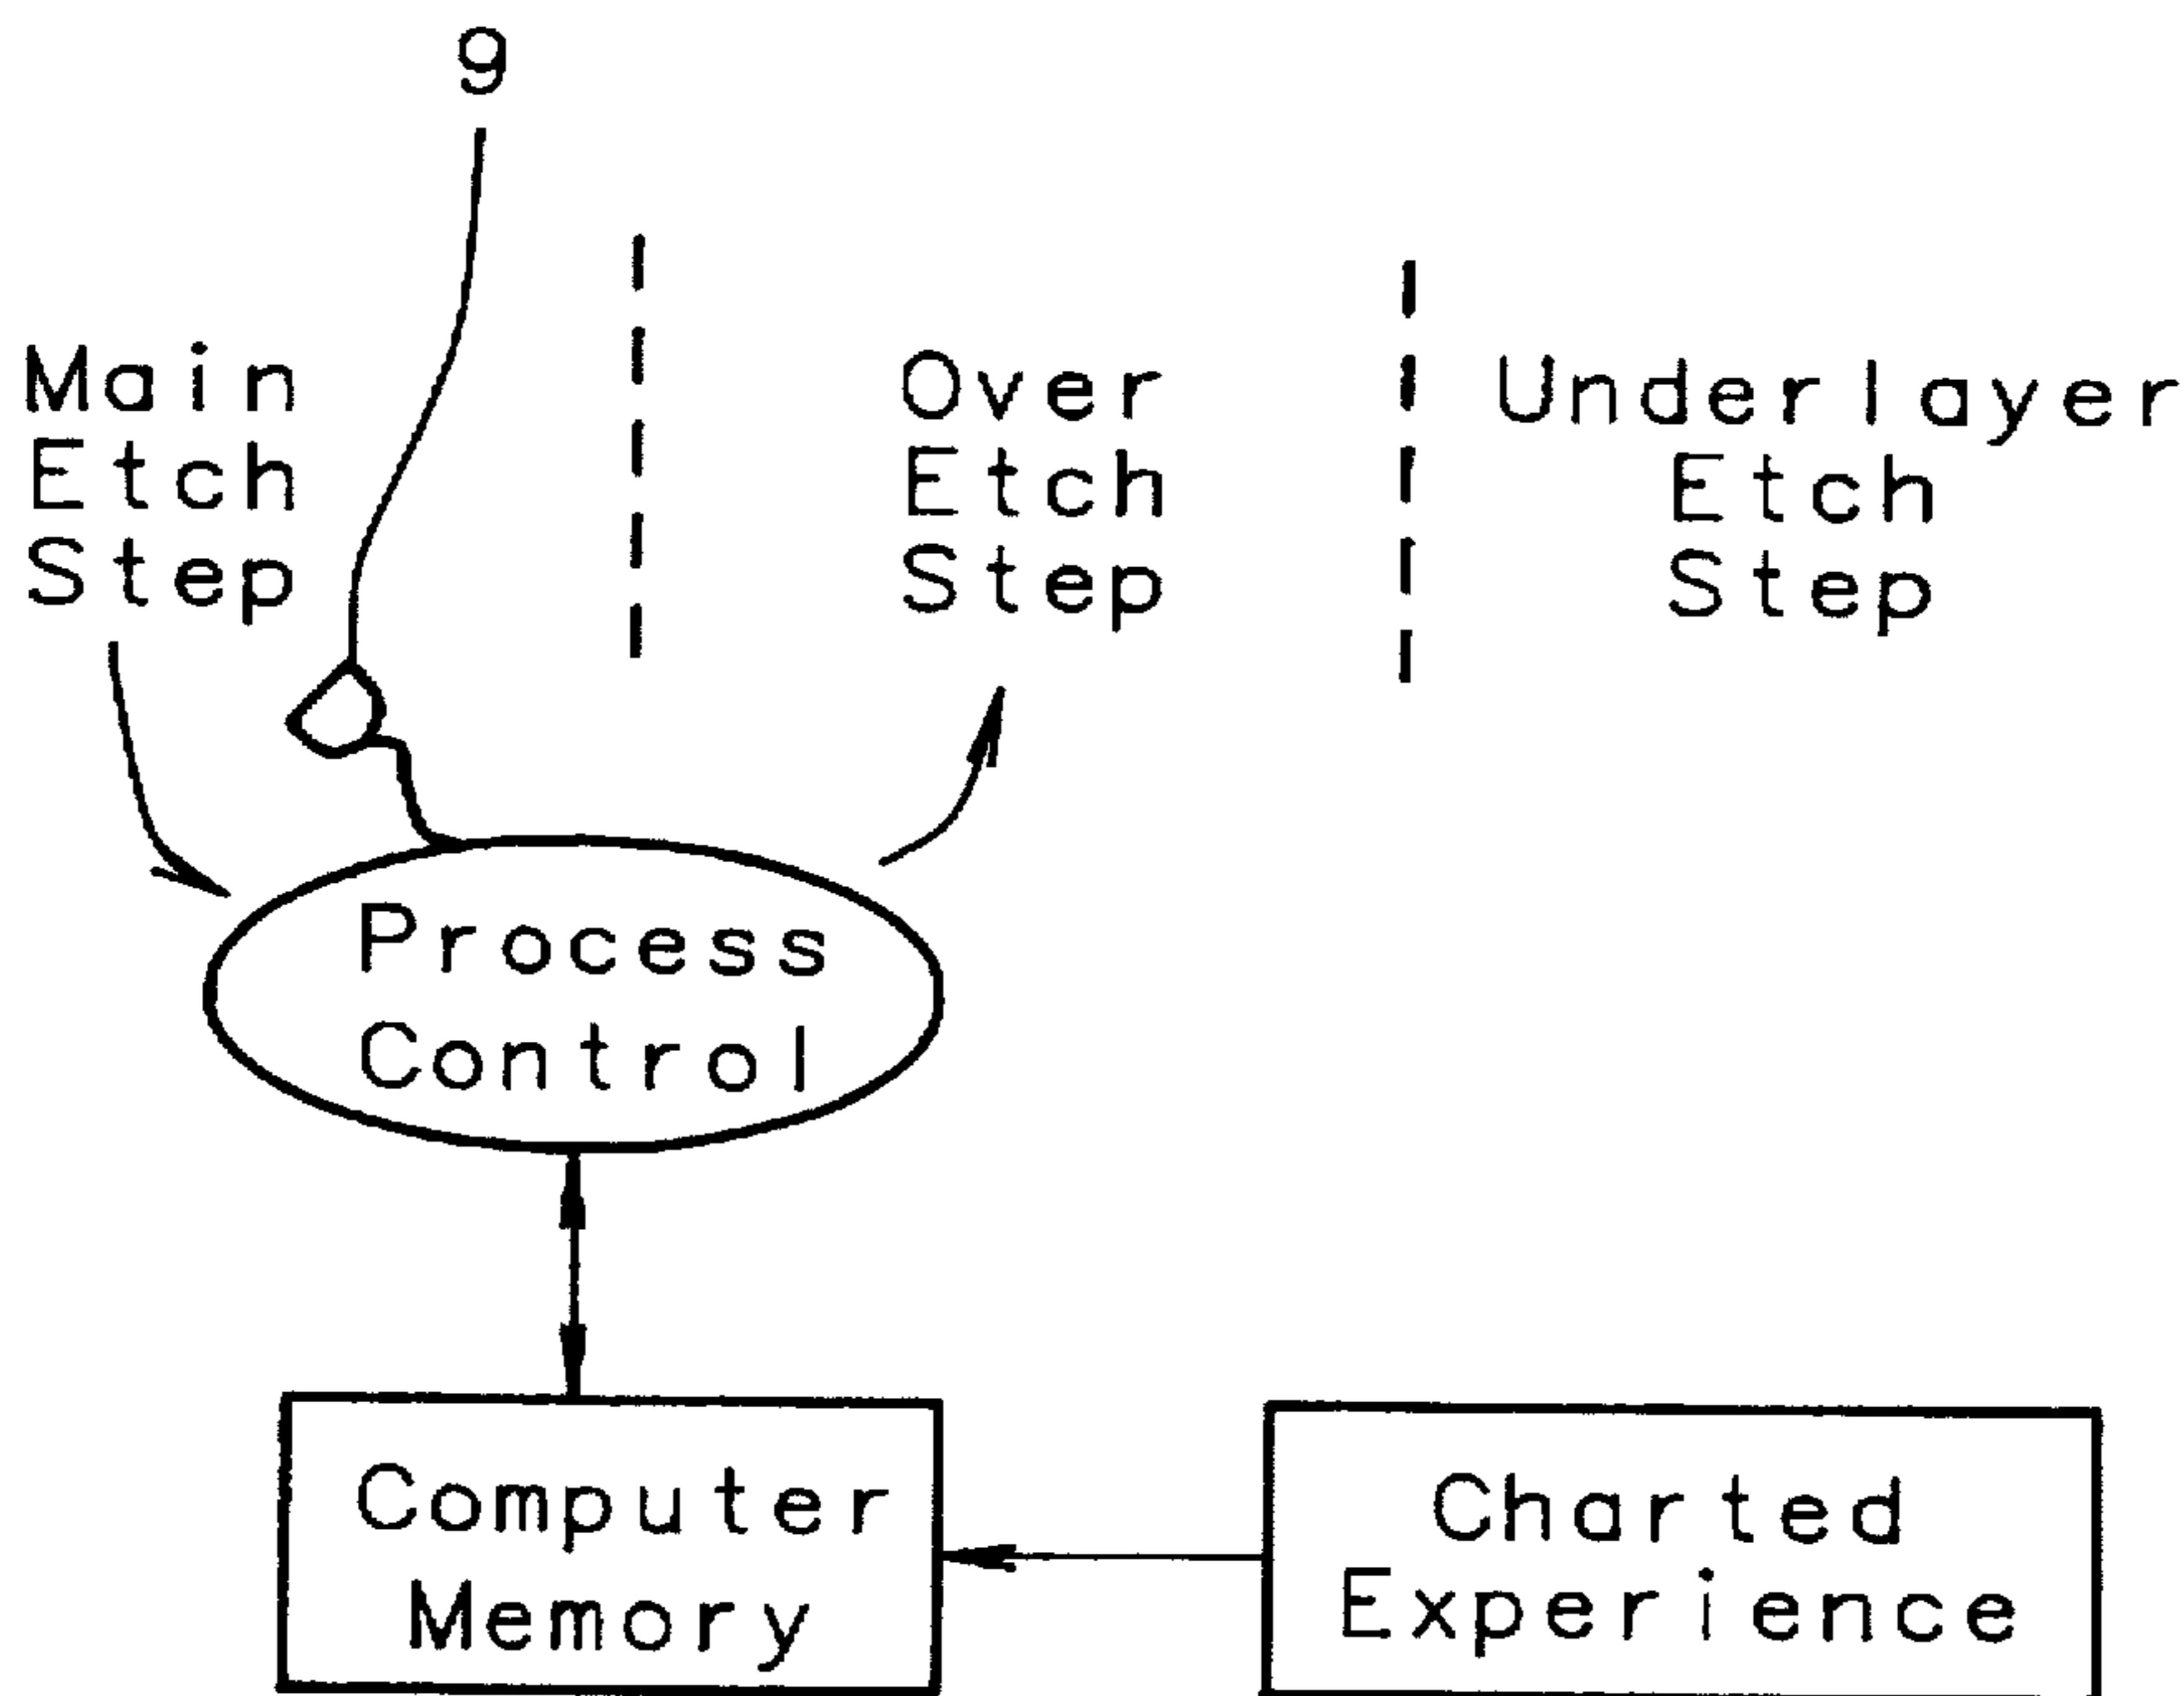 9
Main
Etch
Step
Over
Etch
Step
Underlayer
Etch
Step
Process
Control
Computer
Memory
Charted
Experience